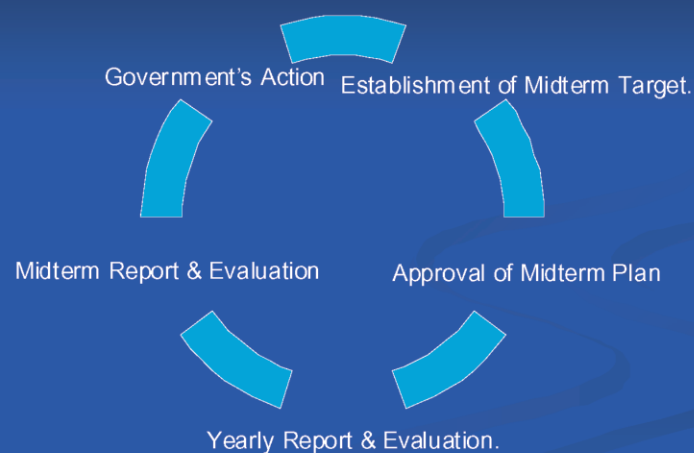 Government's Action
Establishment of Midterm Target.
Midterm Report & Evaluation
Approval of Midterm Plan
Yearly Report & Evaluation.